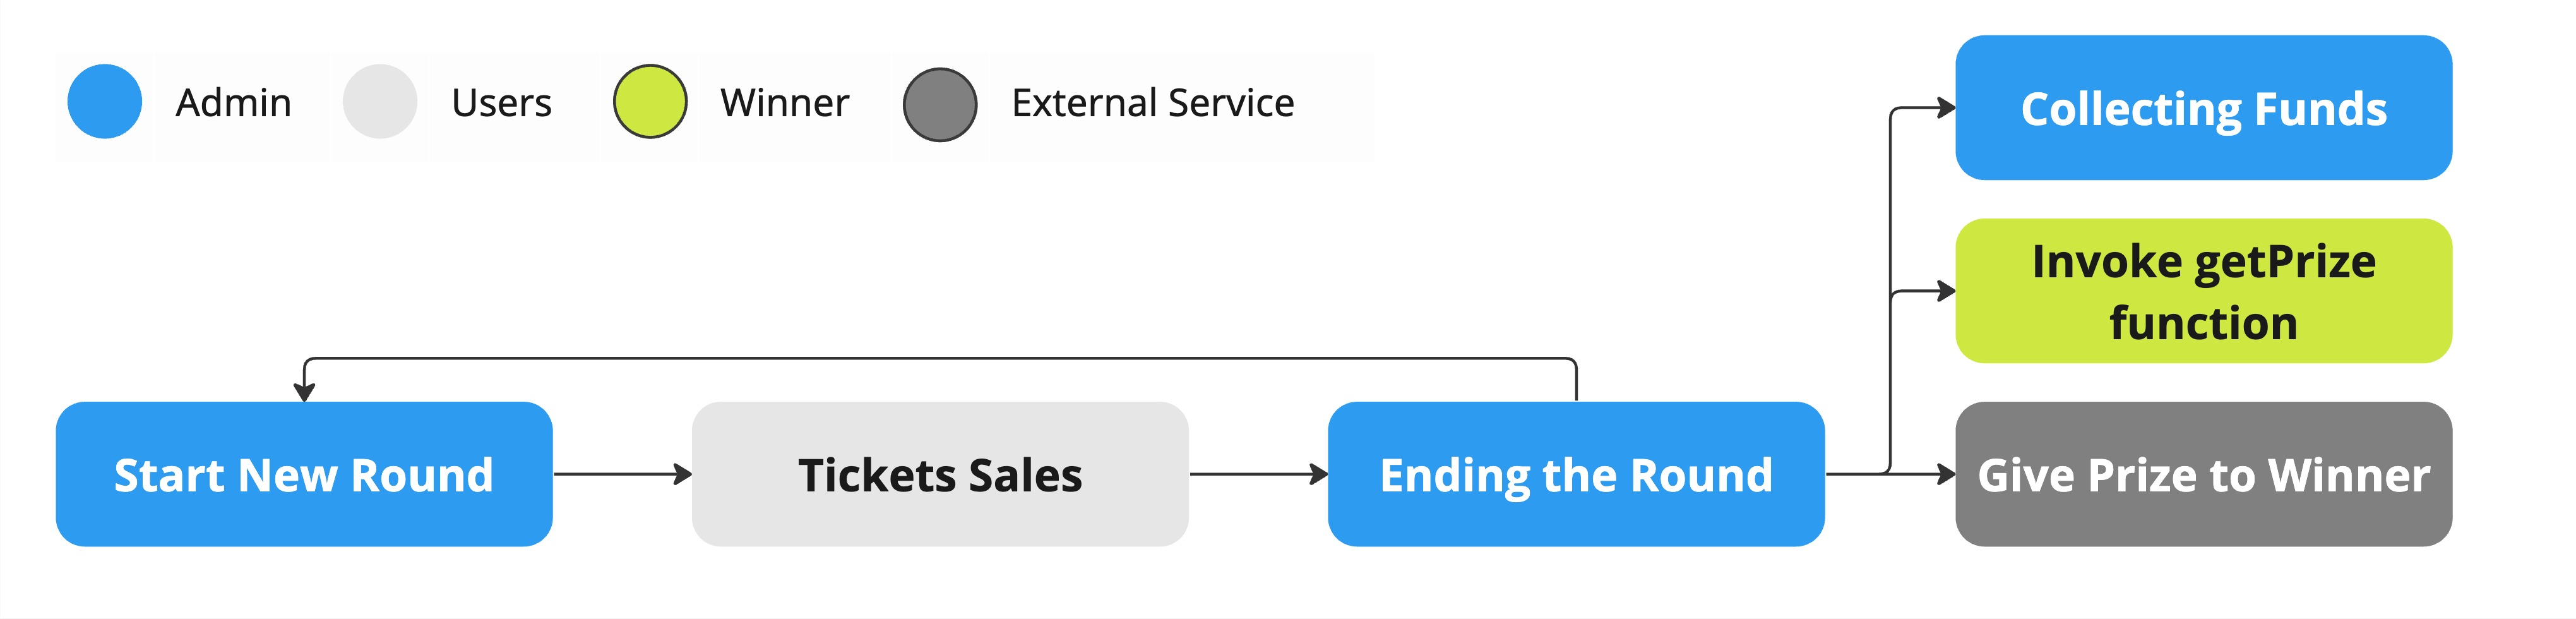 Admin
Users
Winner
External Service
Collecting Funds
Invoke getPrize
function
Start New Round
Tickets Sales
Ending the Round
Give Prize to Winner